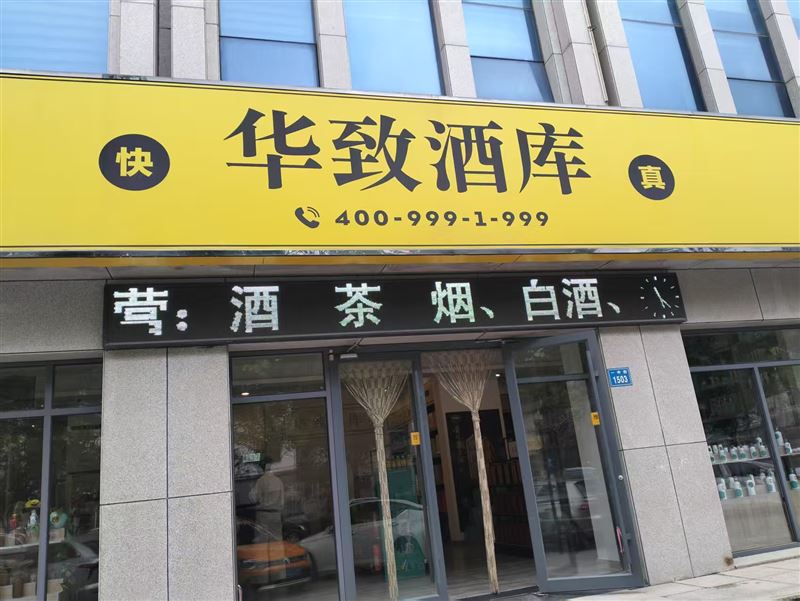 快 华致酒库 真
400-999-1-999
营: 酒 茶 烟、白酒、
1503